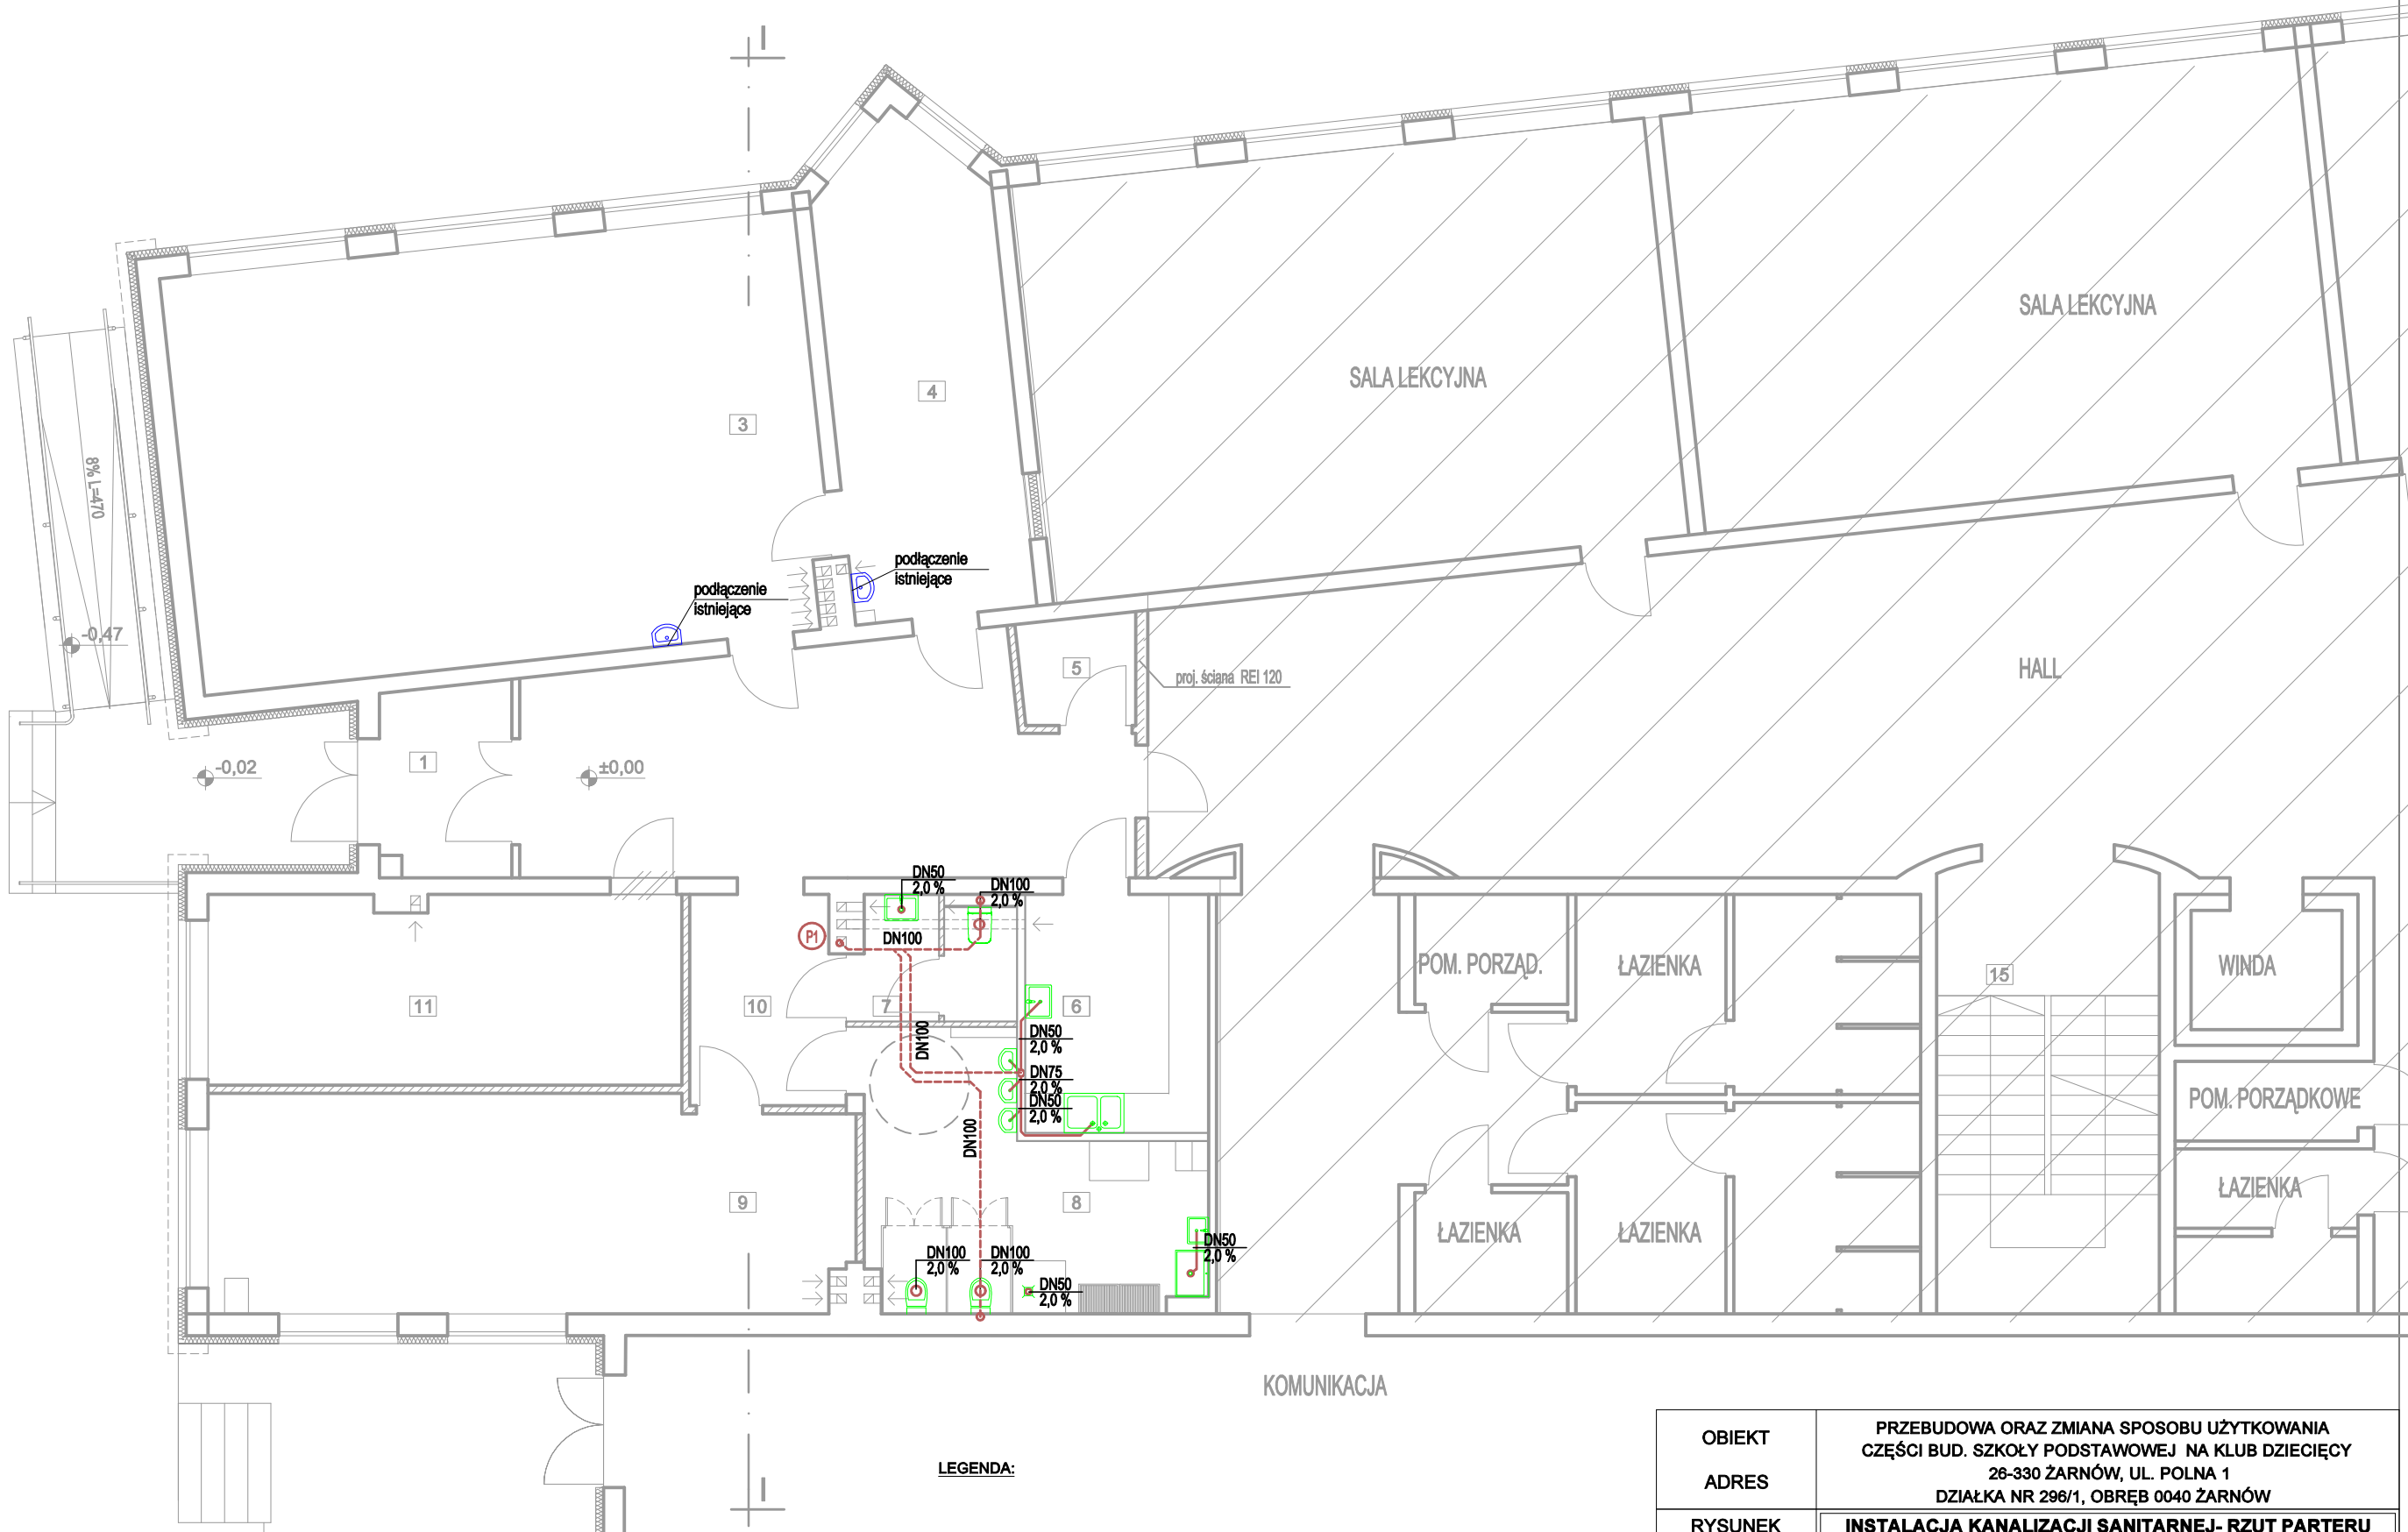 I
SALA LEKCYJNA
SALA LEKCYJNA
4
3
8% L=470
podłączenie
istniejące
podłączenie
istniejące
-0,47
5
proj. ściana REI 120
HALL
1
-0,02
±0,00
DN50
2,0 %
DN100
2,0 %
P1
DN100
POM. PORZĄD.
ŁAZIENKA
15
WINDA
11
10
7
6
DN100
DN50
2,0 %
DN75
2,0 %
DN50
2,0 %
DN100
POM. PORZĄDKOWE
9
8
ŁAZIENKA
ŁAZIENKA
ŁAZIENKA
DN100
2,0 %
DN100
2,0 %
DN50
2,0 %
DN50
2,0 %
KOMUNIKACJA
LEGENDA:
I
OBIEKT
ADRES
PRZEBUDOWA ORAZ ZMIANA SPOSOBU UŻYTKOWANIA
CZĘŚCI BUD. SZKOŁY PODSTAWOWEJ NA KLUB DZIECIĘCY
26-330 ŻARNÓW, UL. POLNA 1
DZIAŁKA NR 296/1, OBRĘB 0040 ŻARNÓW
RYSUNEK
INSTALACJA KANALIZACJI SANITARNEJ- RZUT PARTERU